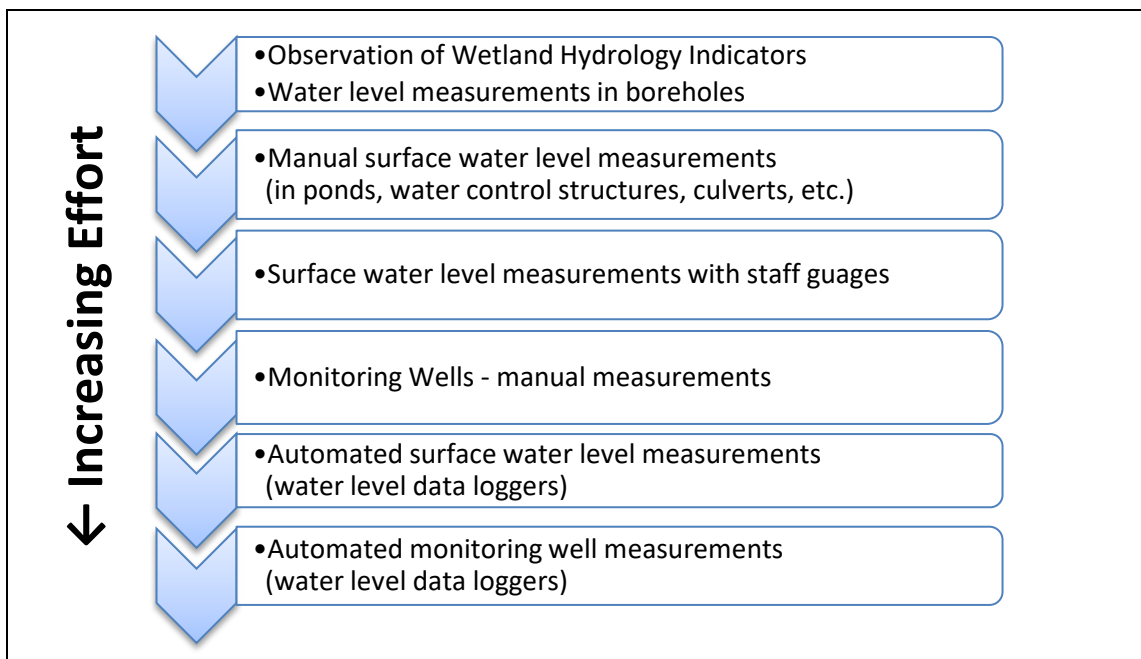 ← Increasing Effort
•Observation of Wetland Hydrology Indicators
•Water level measurements in boreholes
•Manual surface water level measurements
(in ponds, water control structures, culverts, etc.)
•Surface water level measurements with staff guages
•Monitoring Wells - manual measurements
•Automated surface water level measurements
(water level data loggers)
•Automated monitoring well measurements
(water level data loggers)